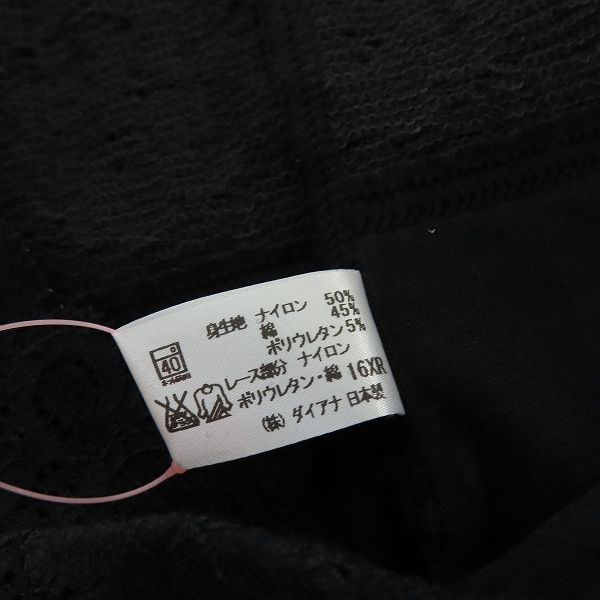 身生地 ナイロン 50%
綿 45%
ポリウレタン 5%
レース部分 ナイロン
ポリウレタン・綿 16XR
(株) ダイアナ 日本製
40